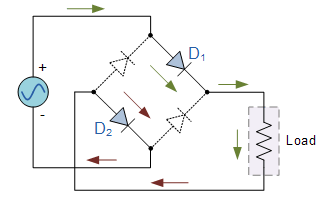 +
D₁
-
D₂
Load